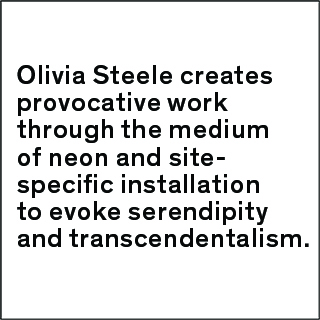 Olivia Steele creates
provocative work
through the medium
of neon and site-
specific installation
to evoke serendipity
and transcendentalism.